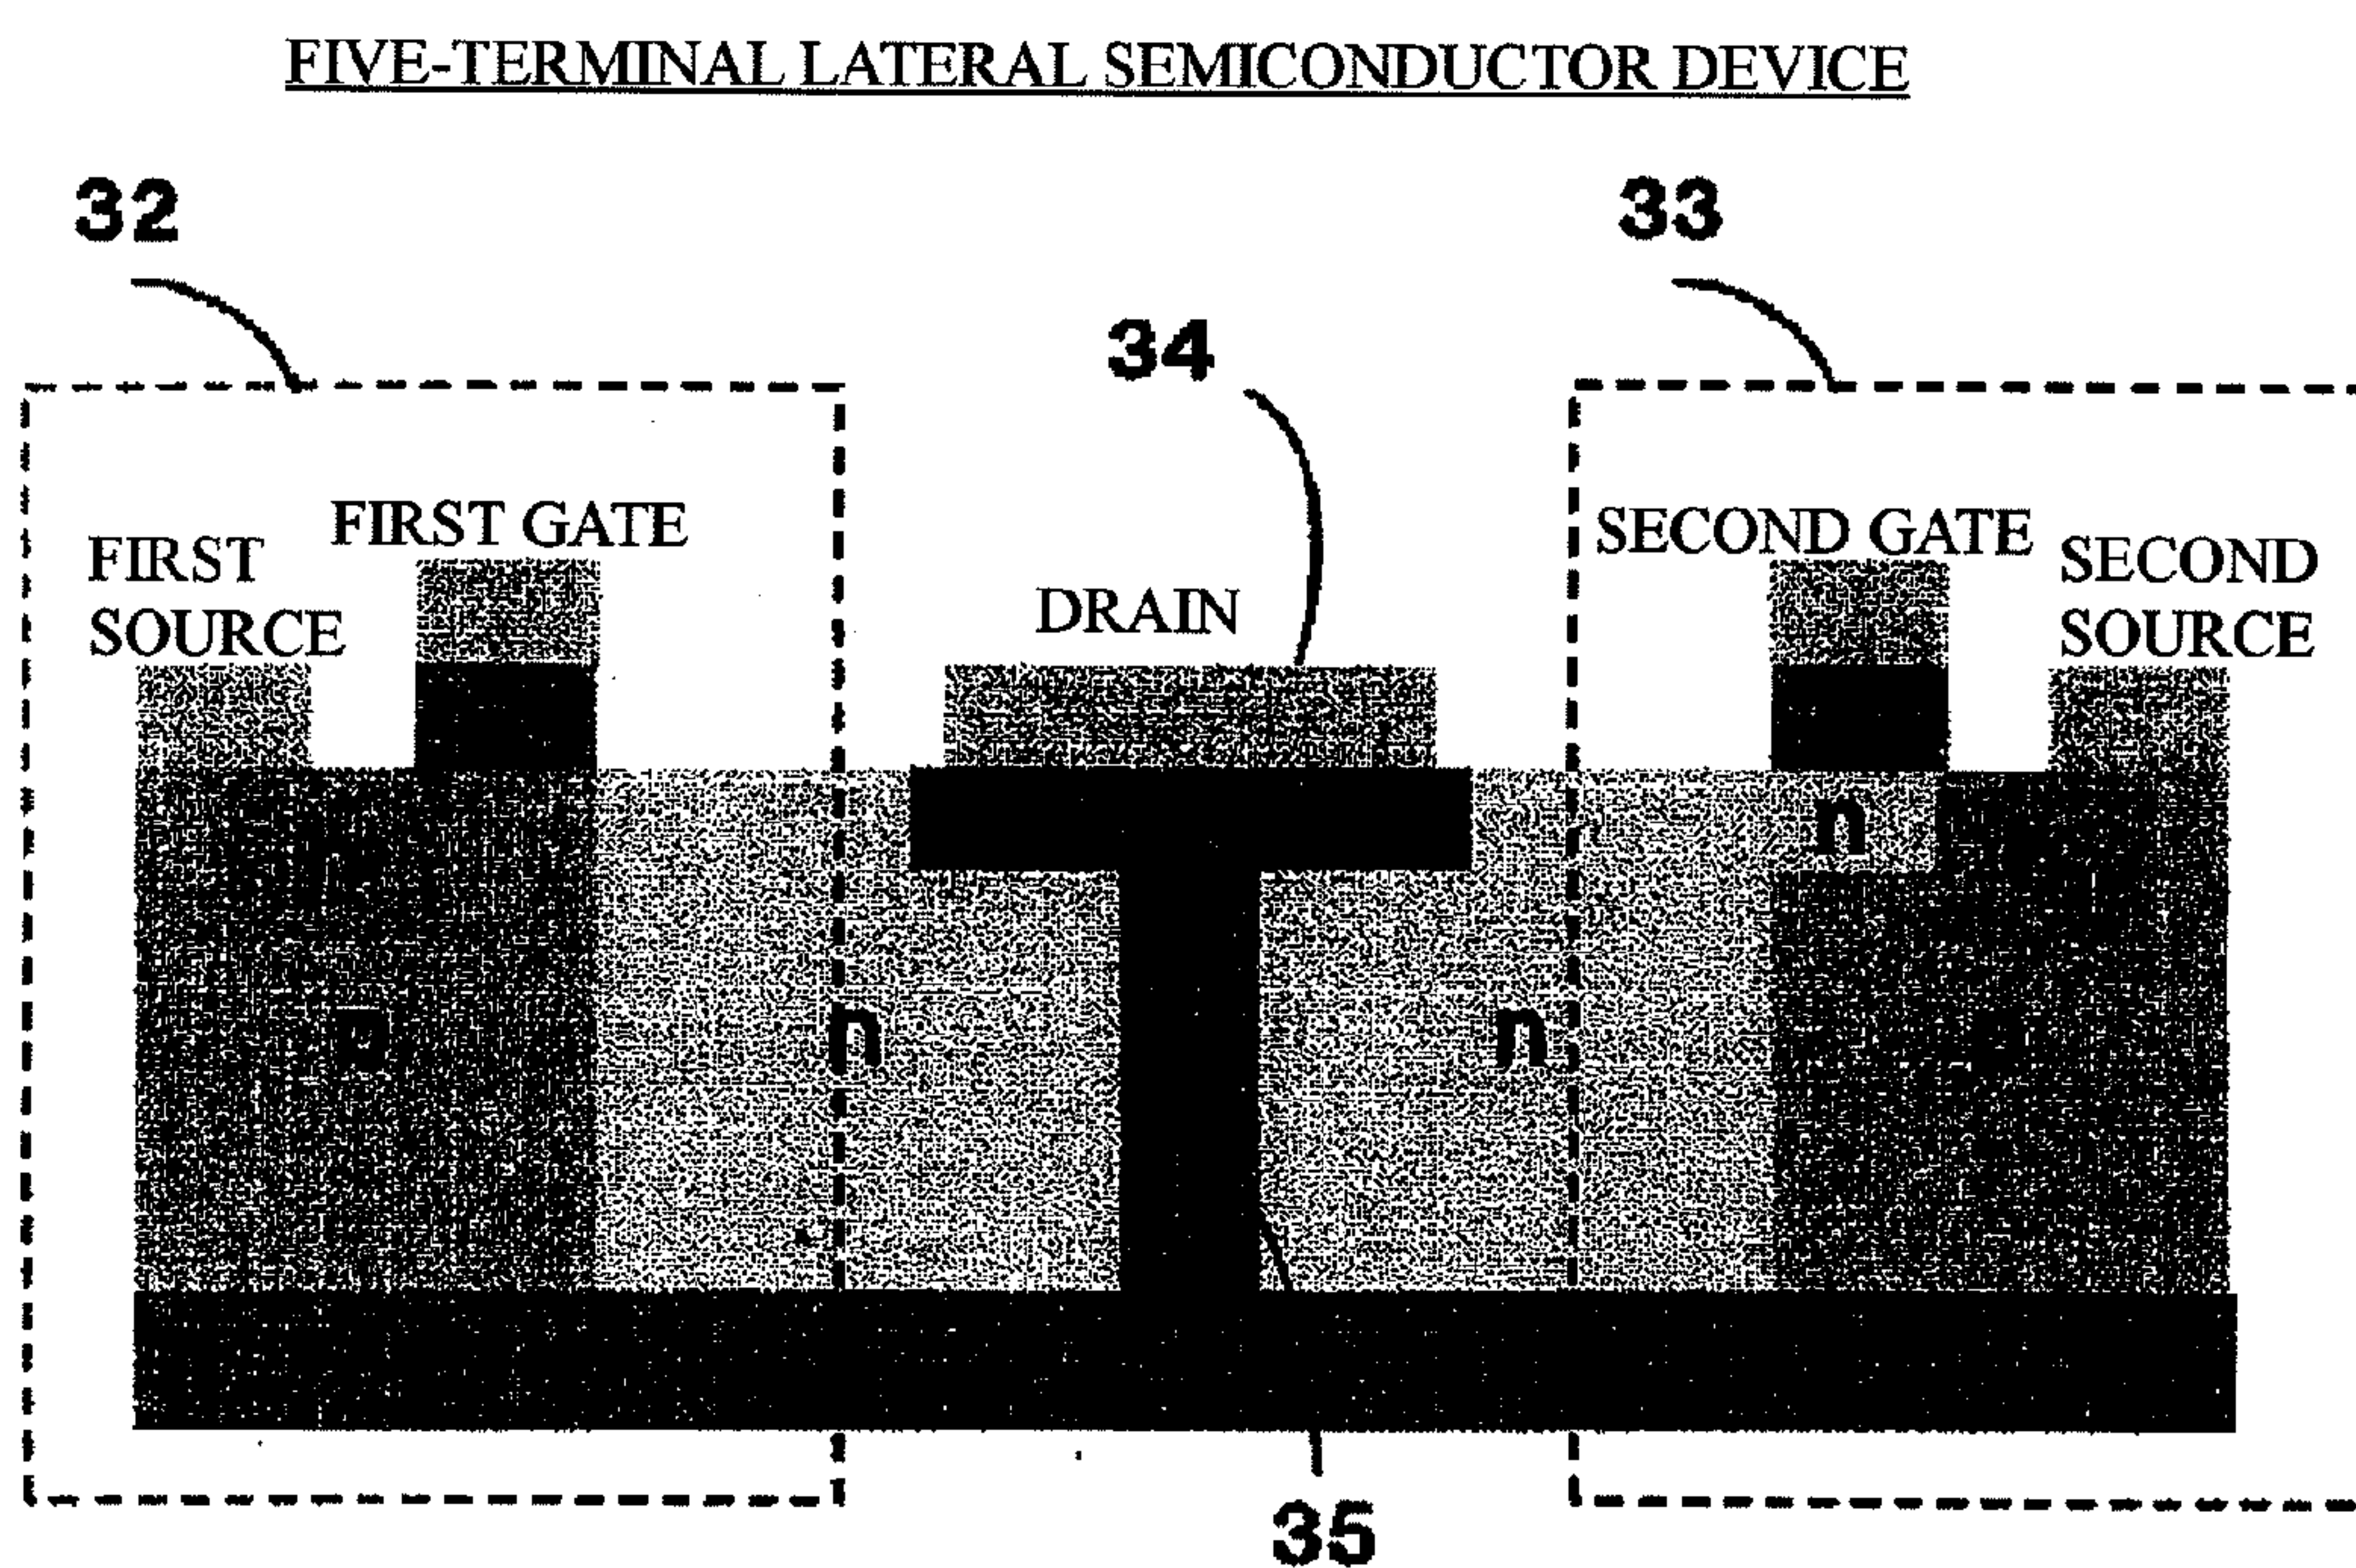 FIVE-TERMINAL LATERAL SEMICONDUCTOR DEVICE
32
33
34
FIRST SOURCE
FIRST GATE
DRAIN
SECOND GATE
SECOND SOURCE
n
n
n
35